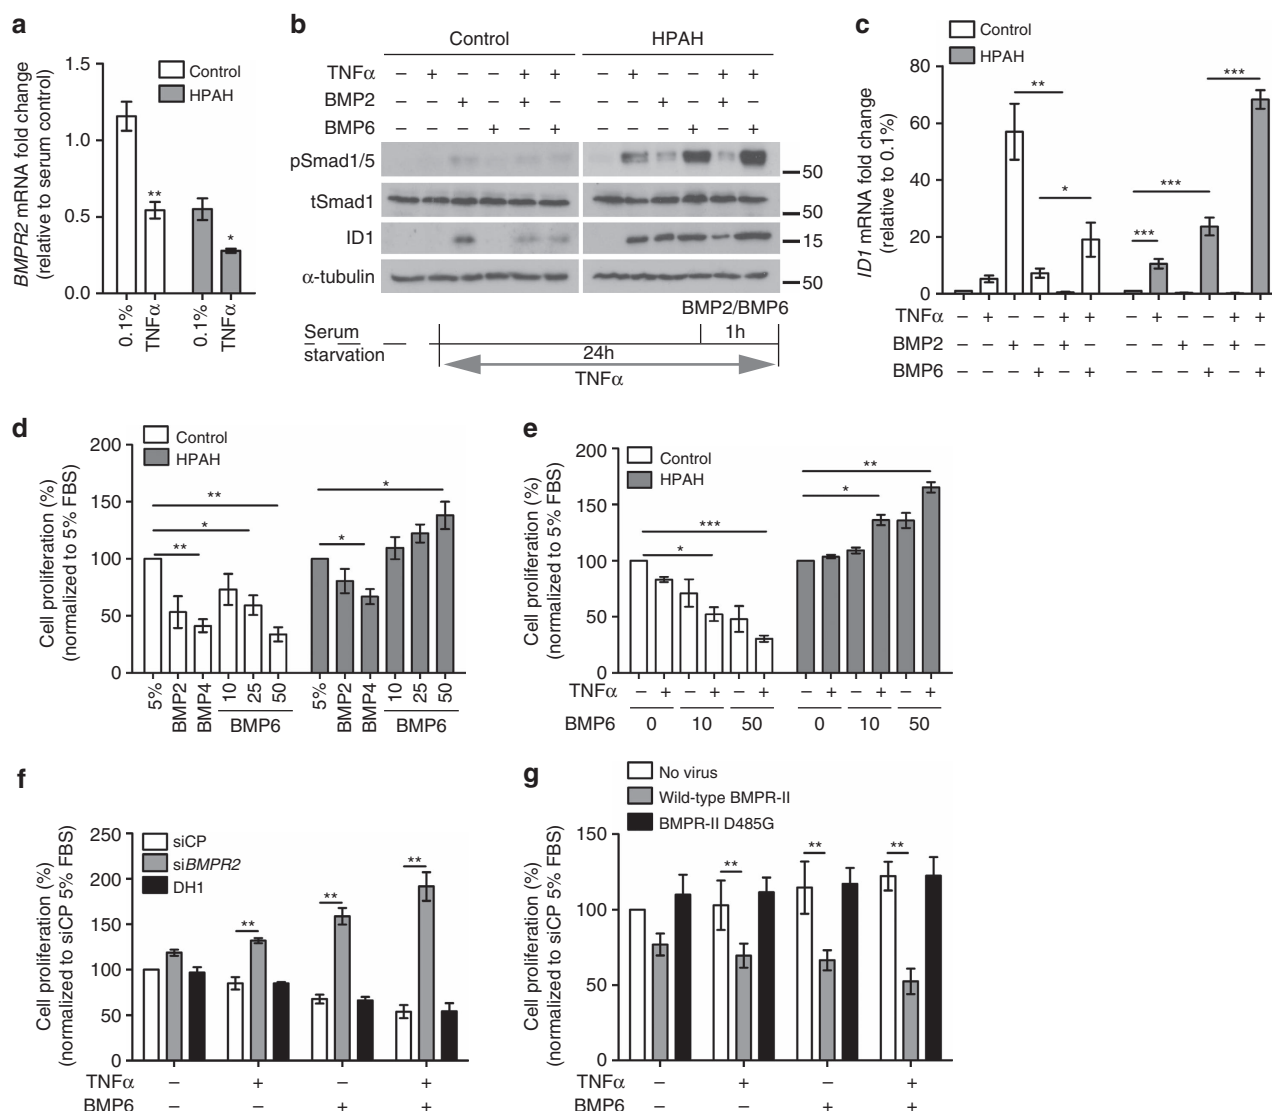 a
BMPR2 mRNA fold change
(relative to serum control)
1.5
1.0
0.5
0.0
Control
HPAH
**
*
0.1%
TNFα
0.1%
TNFα
b
Control
HPAH
TNFα – + – – + + – + – – + +
BMP2 – – + – + – – – + – + –
BMP6 – – – + – + – – – + – +
pSmad1/5
50
tSmad1
50
ID1
15
α-tubulin
50
BMP2/BMP6
Serum
starvation
1h
24h
TNFα
c
Control
HPAH
ID1 mRNA fold change
(relative to 0.1%)
80
60
40
20
0
**
*
***
***
***
TNFα – + – – + + – + – – + +
BMP2 – – + – + – – – + – + –
BMP6 – – – + – + – – – + – +
d
Control
HPAH
Cell proliferation (%)
(normalized to 5% FBS)
200
150
100
50
0
**
*
**
*
*
5%
BMP2
BMP4
10
25
50
BMP6
5%
BMP2
BMP4
10
25
50
BMP6
e
Control
HPAH
Cell proliferation (%)
(normalized to 5% FBS)
200
150
100
50
0
***
*
**
*
TNFα – + – + – + – + – + – +
BMP6 0 10 50 0 10 50
f
siCP
siBMPR2
DH1
Cell proliferation (%)
(normalized to siCP 5% FBS)
250
200
150
100
50
0
**
**
**
TNFα – + – +
BMP6 – – + +
g
No virus
Wild-type BMPR-II
BMPR-II D485G
Cell proliferation (%)
(normalized to siCP 5% FBS)
150
100
50
0
**
**
**
TNFα – + – +
BMP6 – – + +